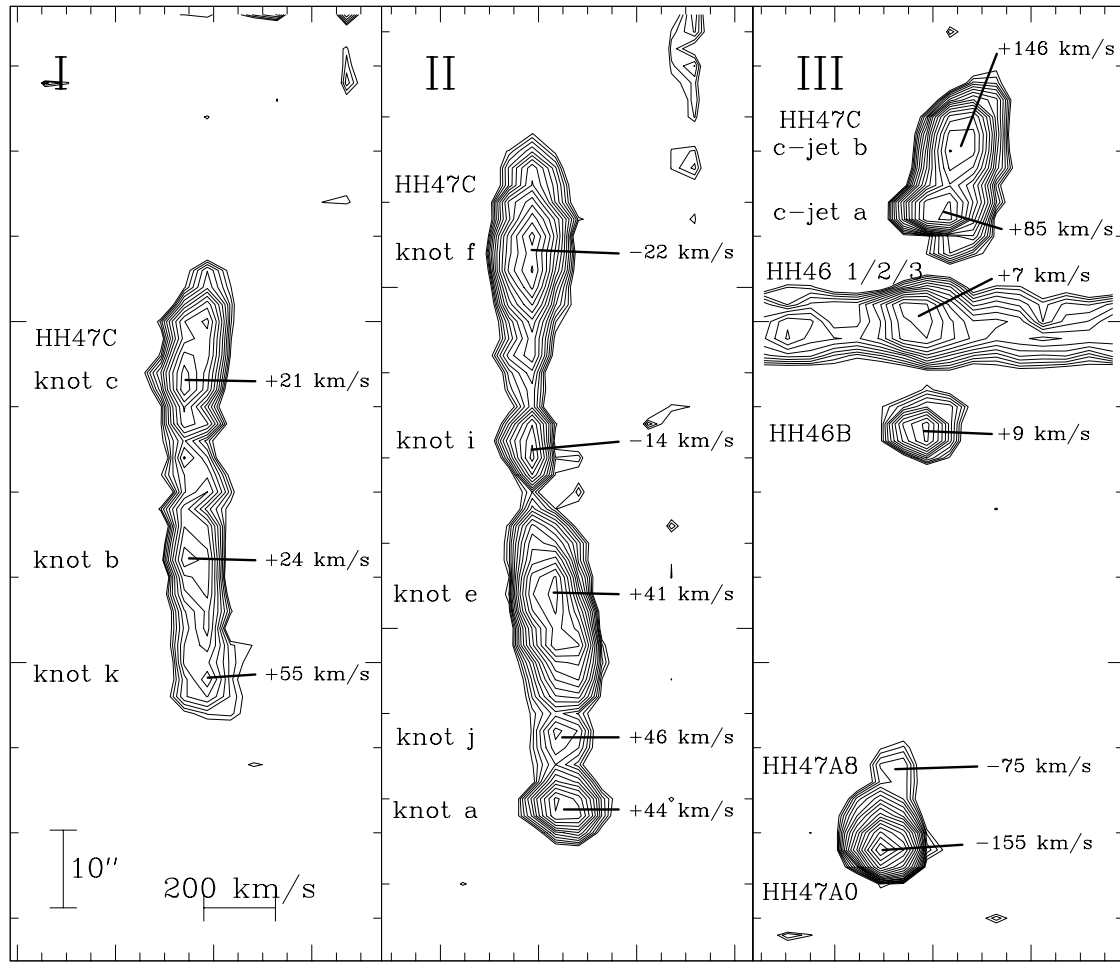 I
HH47C
knot c
+21 km/s
knot b
+24 km/s
knot k
+55 km/s
10″
200 km/s
II
HH47C
knot f
−22 km/s
knot i
−14 km/s
knot e
+41 km/s
knot j
+46 km/s
knot a
+44 km/s
III
+146 km/s
HH47C
c−jet b
c−jet a
+85 km/s
HH46 1/2/3
+7 km/s
HH46B
+9 km/s
HH47A8
−75 km/s
−155 km/s
HH47A0